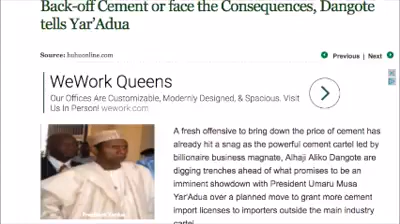 Back-off Cement or face the Consequences, Dangote
tells Yar'Adua
Source: huhuonline.com
Previous | Next
WeWork Queens
Our Offices Are Customizable, Modernly Designed, & Spacious. Visit
Us In Person! wework.com
A fresh offensive to bring down the price of cement has
already hit a snag as the powerful cement cartel led by
billionaire business magnate, Alhaji Aliko Dangote are
digging trenches ahead of what promises to be an
imminent showdown with President Umaru Musa
Yar'Adua over a planned move to grant more cement
import licenses to importers outside the main industry
cartel